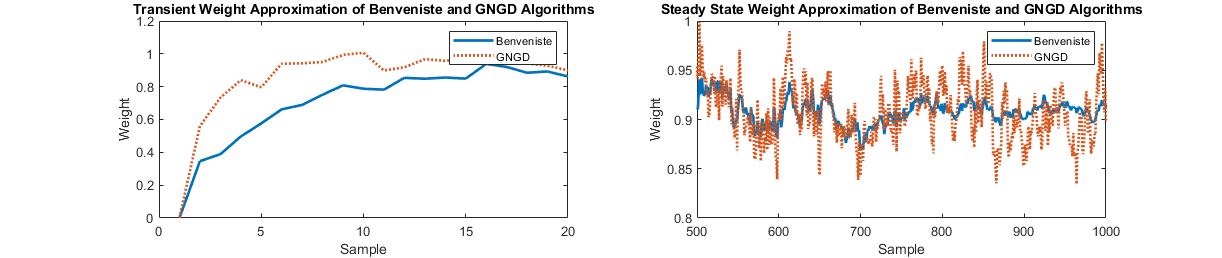 Transient Weight Approximation of Benveniste and GNGD Algorithms
1.2
1
0.8
0.6
0.4
0.2
0
Weight
Benveniste
GNGD
0 5 10 15 20
Sample
Steady State Weight Approximation of Benveniste and GNGD Algorithms
1
0.95
0.9
0.85
0.8
Weight
Benveniste
GNGD
500 600 700 800 900 1000
Sample